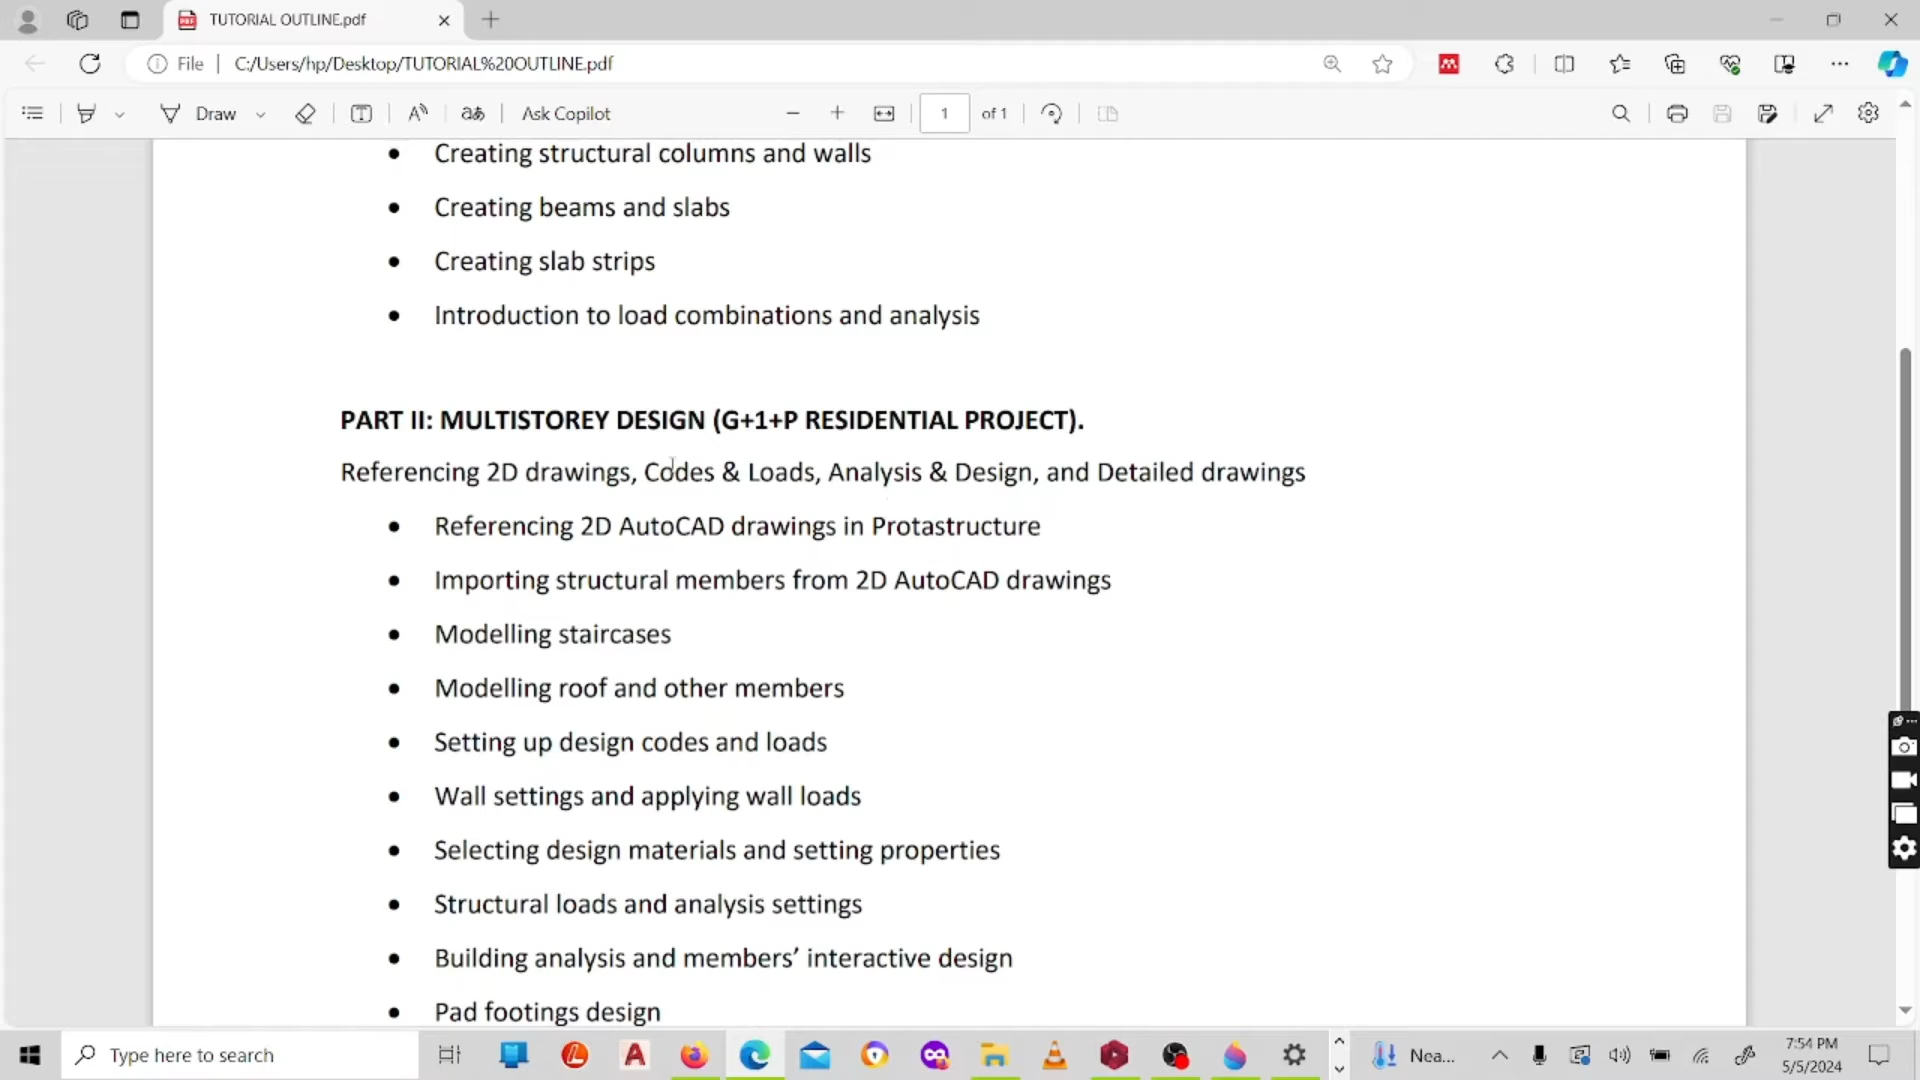 TUTORIAL OUTLINE.pdf
File
C:/Users/hp/Desktop/TUTORIAL%20OUTLINE.pdf
Draw
aあ
Ask Copilot
1
of 1
• Creating structural columns and walls
• Creating beams and slabs
• Creating slab strips
• Introduction to load combinations and analysis
PART II: MULTISTOREY DESIGN (G+1+P RESIDENTIAL PROJECT).
Referencing 2D drawings, Codes & Loads, Analysis & Design, and Detailed drawings
• Referencing 2D AutoCAD drawings in Protastructure
• Importing structural members from 2D AutoCAD drawings
• Modelling staircases
• Modelling roof and other members
• Setting up design codes and loads
• Wall settings and applying wall loads
• Selecting design materials and setting properties
• Structural loads and analysis settings
• Building analysis and members’ interactive design
• Pad footings design
Type here to search
Nea...
7:54 PM
5/5/2024